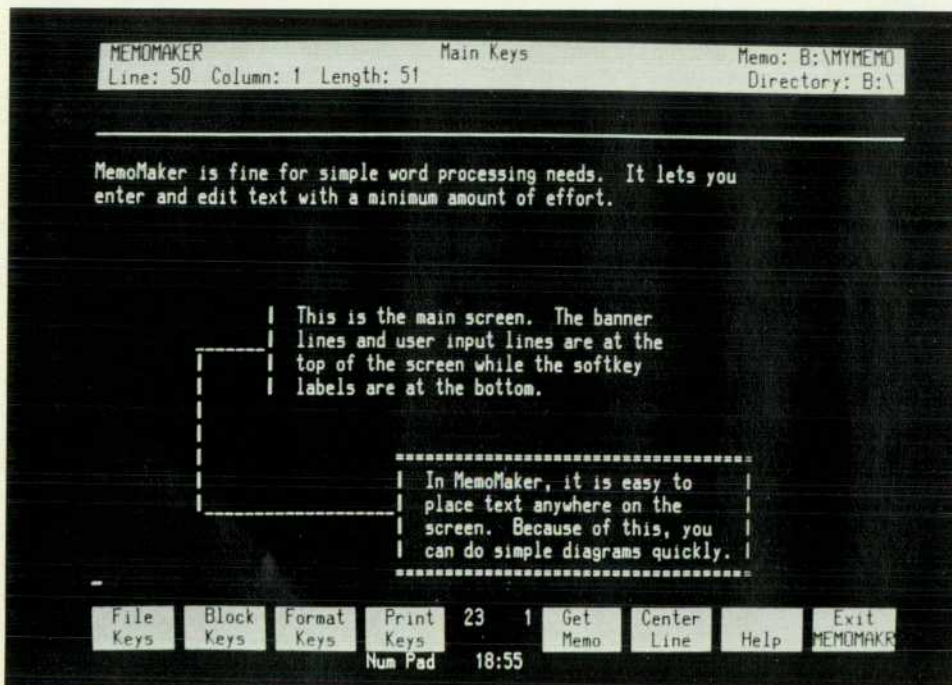 MEMOMAKER Main Keys Memo: B:\MYMEMO
Line: 50 Column: 1 Length: 51 Directory: B:\
MemoMaker is fine for simple word processing needs. It lets you
enter and edit text with a minimum amount of effort.
This is the main screen. The banner
lines and user input lines are at the
top of the screen while the softkey
labels are at the bottom.
In MemoMaker, it is easy to
place text anywhere on the
screen. Because of this, you
can do simple diagrams quickly.
File Block Format Print 23 1 Get Center Exit
Keys Keys Keys Keys Memo Line Help MEMOMAKR
Num Pad 18:55